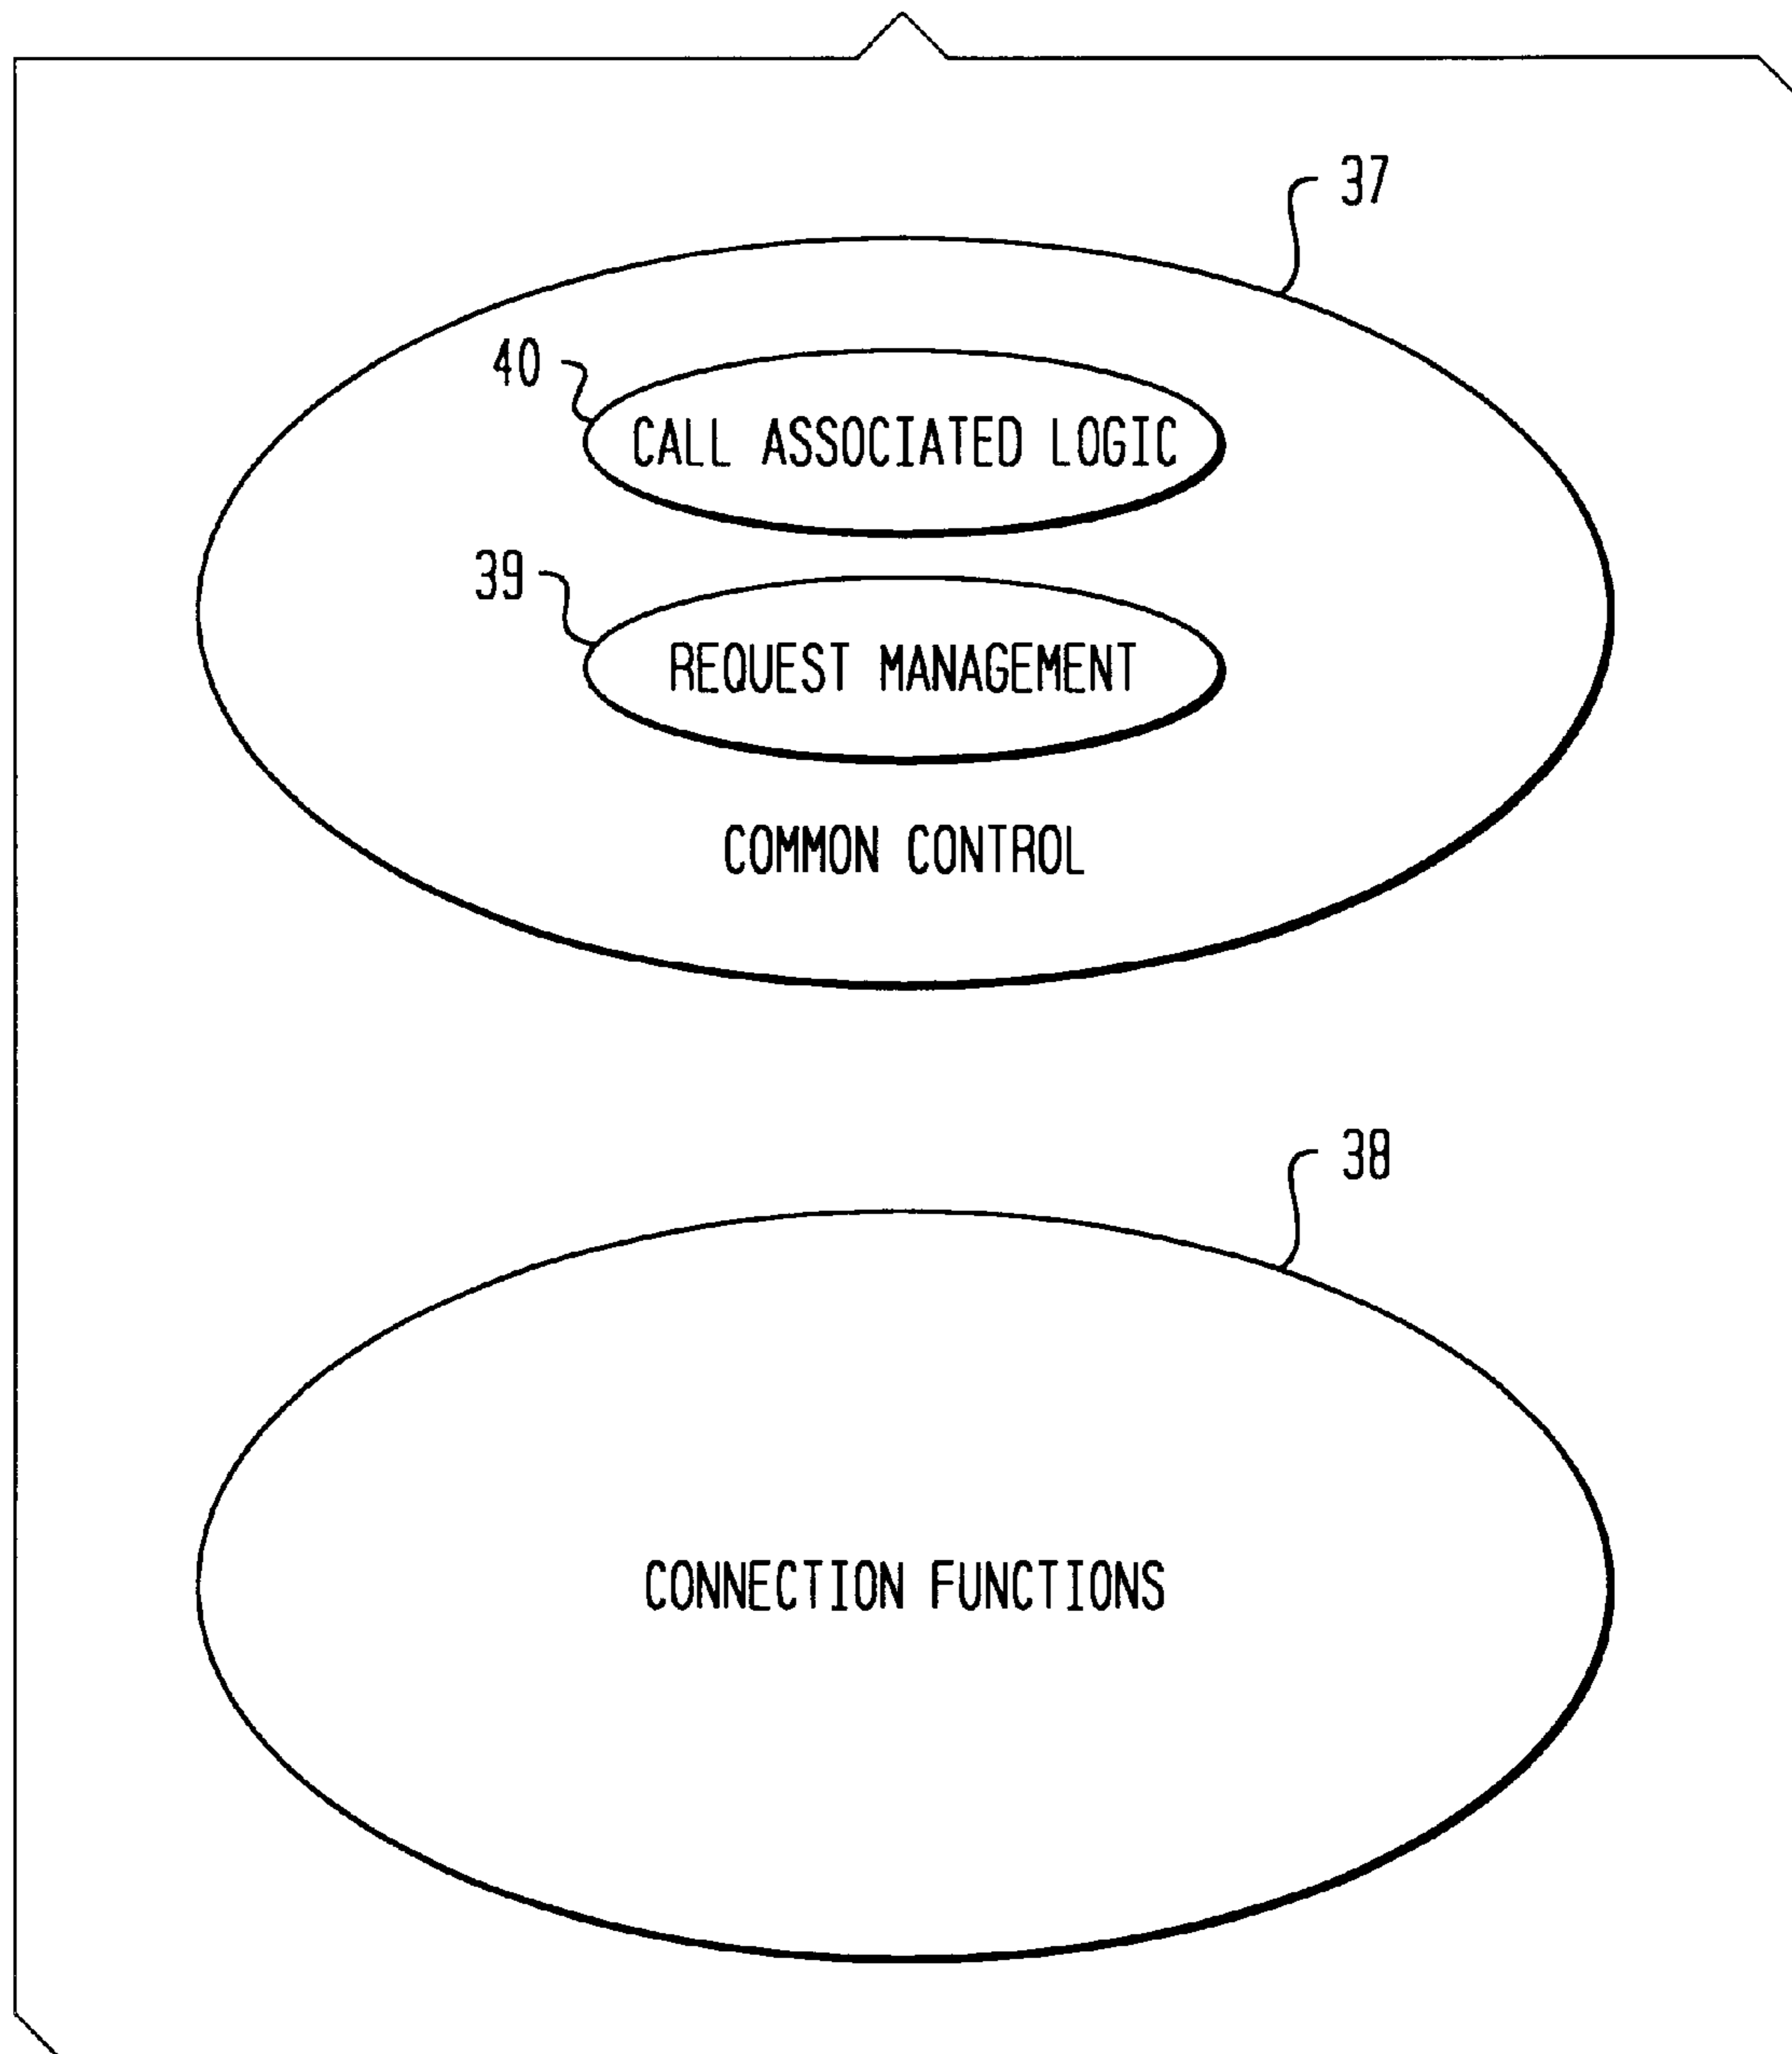 37
40
CALL ASSOCIATED LOGIC
39
REQUEST MANAGEMENT
COMMON CONTROL
38
CONNECTION FUNCTIONS